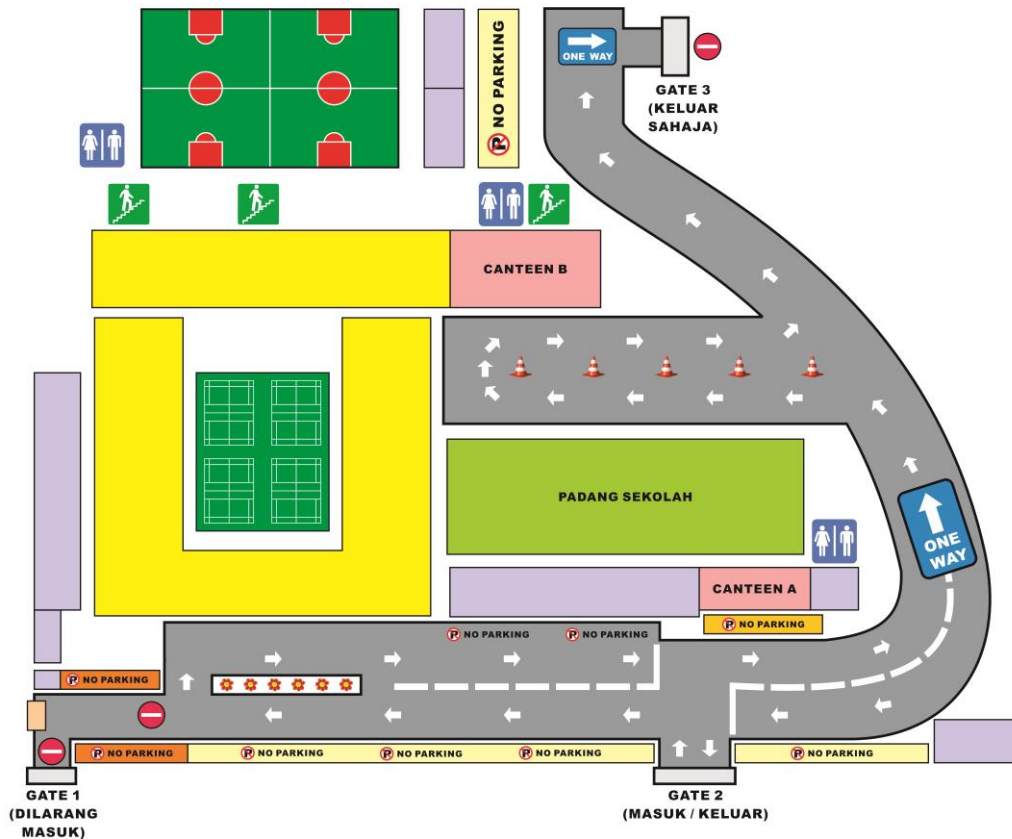 NO PARKING
ONE WAY
GATE 3
(KELUAR
SAHAJA)
CANTEEN B
PADANG SEKOLAH
ONE
WAY
CANTEEN A
NO PARKING
NO PARKING
NO PARKING
NO PARKING
NO PARKING
NO PARKING
NO PARKING
NO PARKING
NO PARKING
GATE 1
(DILARANG
MASUK)
GATE 2
(MASUK / KELUAR)